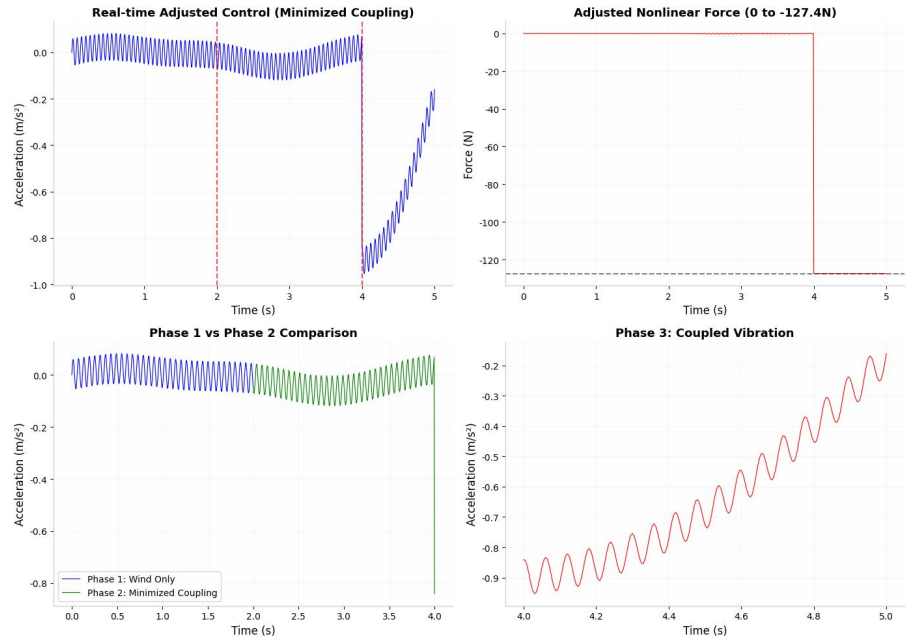 Real-time Adjusted Control (Minimized Coupling)
Acceleration (m/s²)
0.0
-0.2
-0.4
-0.6
-0.8
-1.0
0 1 2 3 4 5
Time (s)
Adjusted Nonlinear Force (0 to -127.4N)
Force (N)
0
-20
-40
-60
-80
-100
-120
0 1 2 3 4 5
Time (s)
Phase 1 vs Phase 2 Comparison
Acceleration (m/s²)
0.0
-0.2
-0.4
-0.6
-0.8
Phase 1: Wind Only
Phase 2: Minimized Coupling
0.0 0.5 1.0 1.5 2.0 2.5 3.0 3.5 4.0
Time (s)
Phase 3: Coupled Vibration
Acceleration (m/s²)
-0.2
-0.3
-0.4
-0.5
-0.6
-0.7
-0.8
-0.9
4.0 4.2 4.4 4.6 4.8 5.0
Time (s)